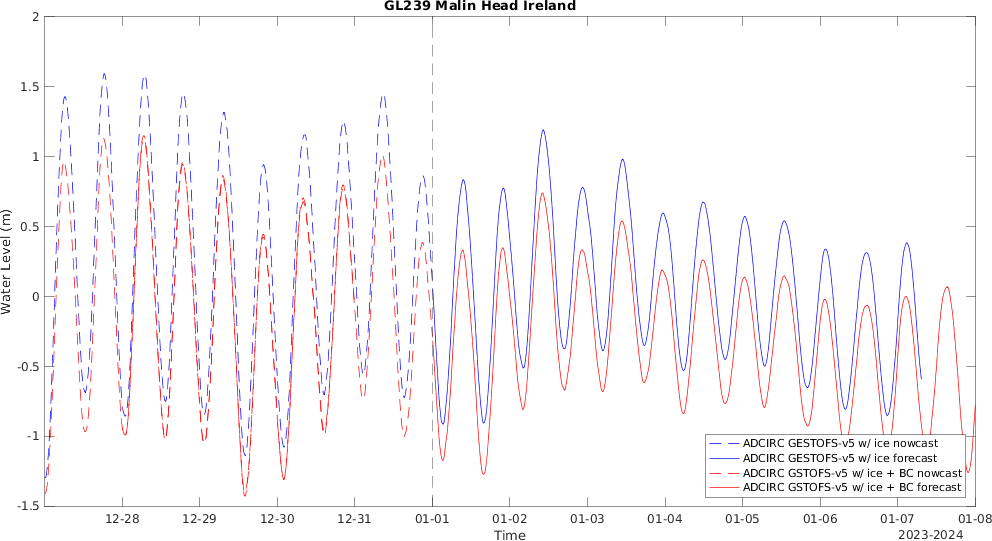 GL239 Malin Head Ireland
2
1.5
1
0.5
0
-0.5
-1
-1.5
Water Level (m)
12-28 12-29 12-30 12-31 01-01 01-02 01-03 01-04 01-05 01-06 01-07 01-08
Time
2023-2024
ADCIRC GESTOFS-v5 w/ ice nowcast
ADCIRC GESTOFS-v5 w/ ice forecast
ADCIRC GSTOFS-v5 w/ ice + BC nowcast
ADCIRC GSTOFS-v5 w/ ice + BC forecast